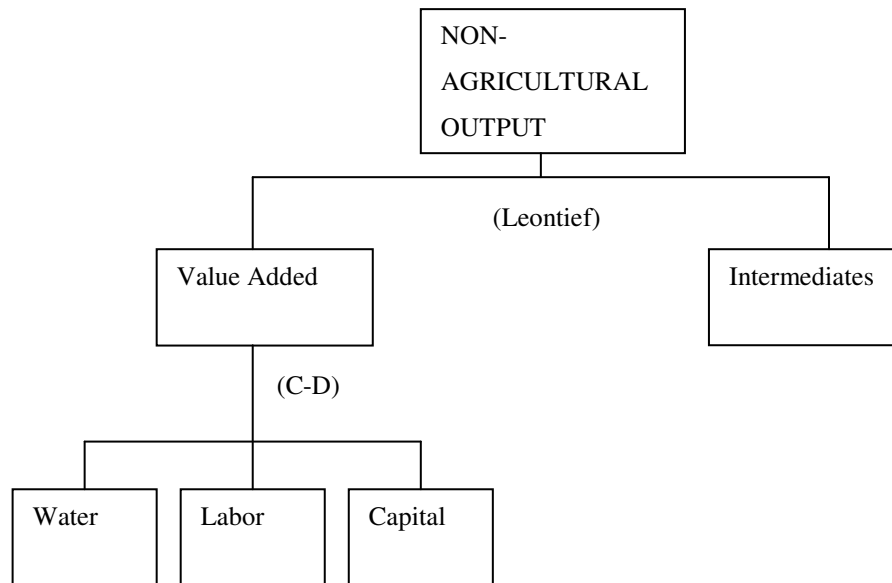 NON-
AGRICULTURAL
OUTPUT
(Leontief)
Value Added
Intermediates
(C-D)
Water
Labor
Capital